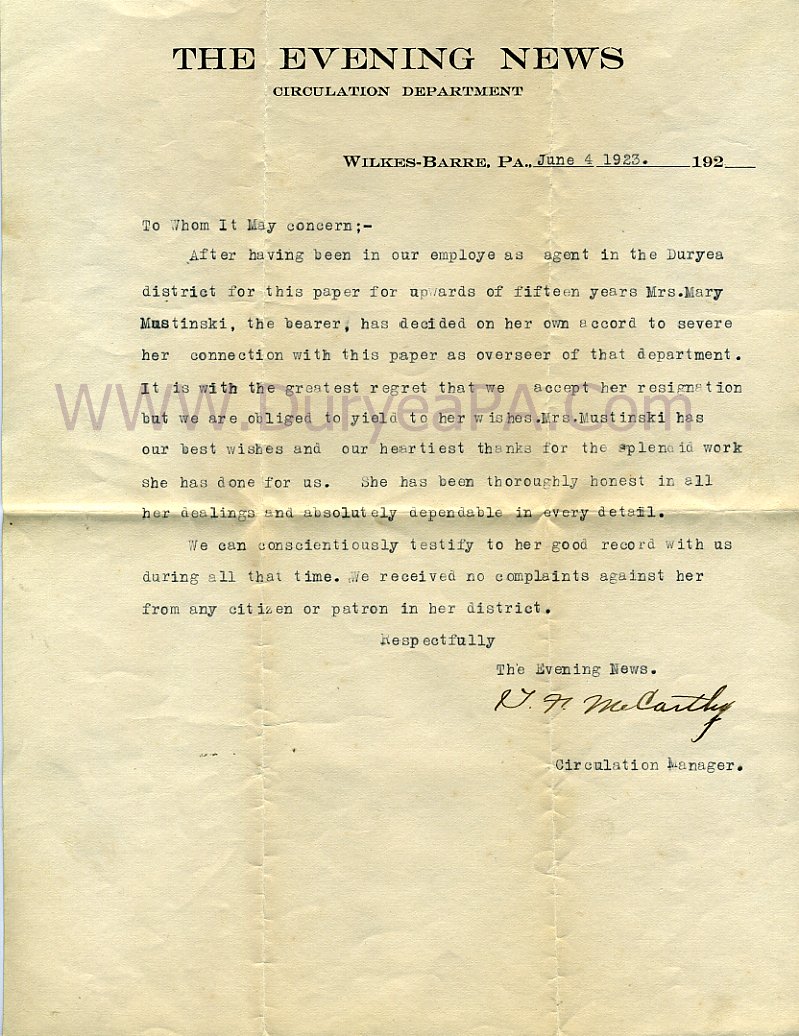 THE EVENING NEWS
CIRCULATION DEPARTMENT
WILKES-BARRE, PA., June 4 1923. 192
To Whom It May concern;-
After having been in our employe as agent in the Duryea
district for this paper for upwards of fifteen years Mrs.Mary
Mustinski, the bearer, has decided on her own accord to severe
her connection with this paper as overseer of that department.
It is with the greatest regret that we accept her resignation
WWW.DuryeaPA.Com
but we are obliged to yield to her wishes.Mrs.Mustinski has
our best wishes and our heartiest thanks for the splendid work
she has done for us. She has been thoroughly honest in all
her dealings and absolutely dependable in every detail.
We can conscientiously testify to her good record with us
during all that time. We received no complaints against her
from any citizen or patron in her district.
Respectfully
The Evening News.
McCarthy
Circulation Manager.